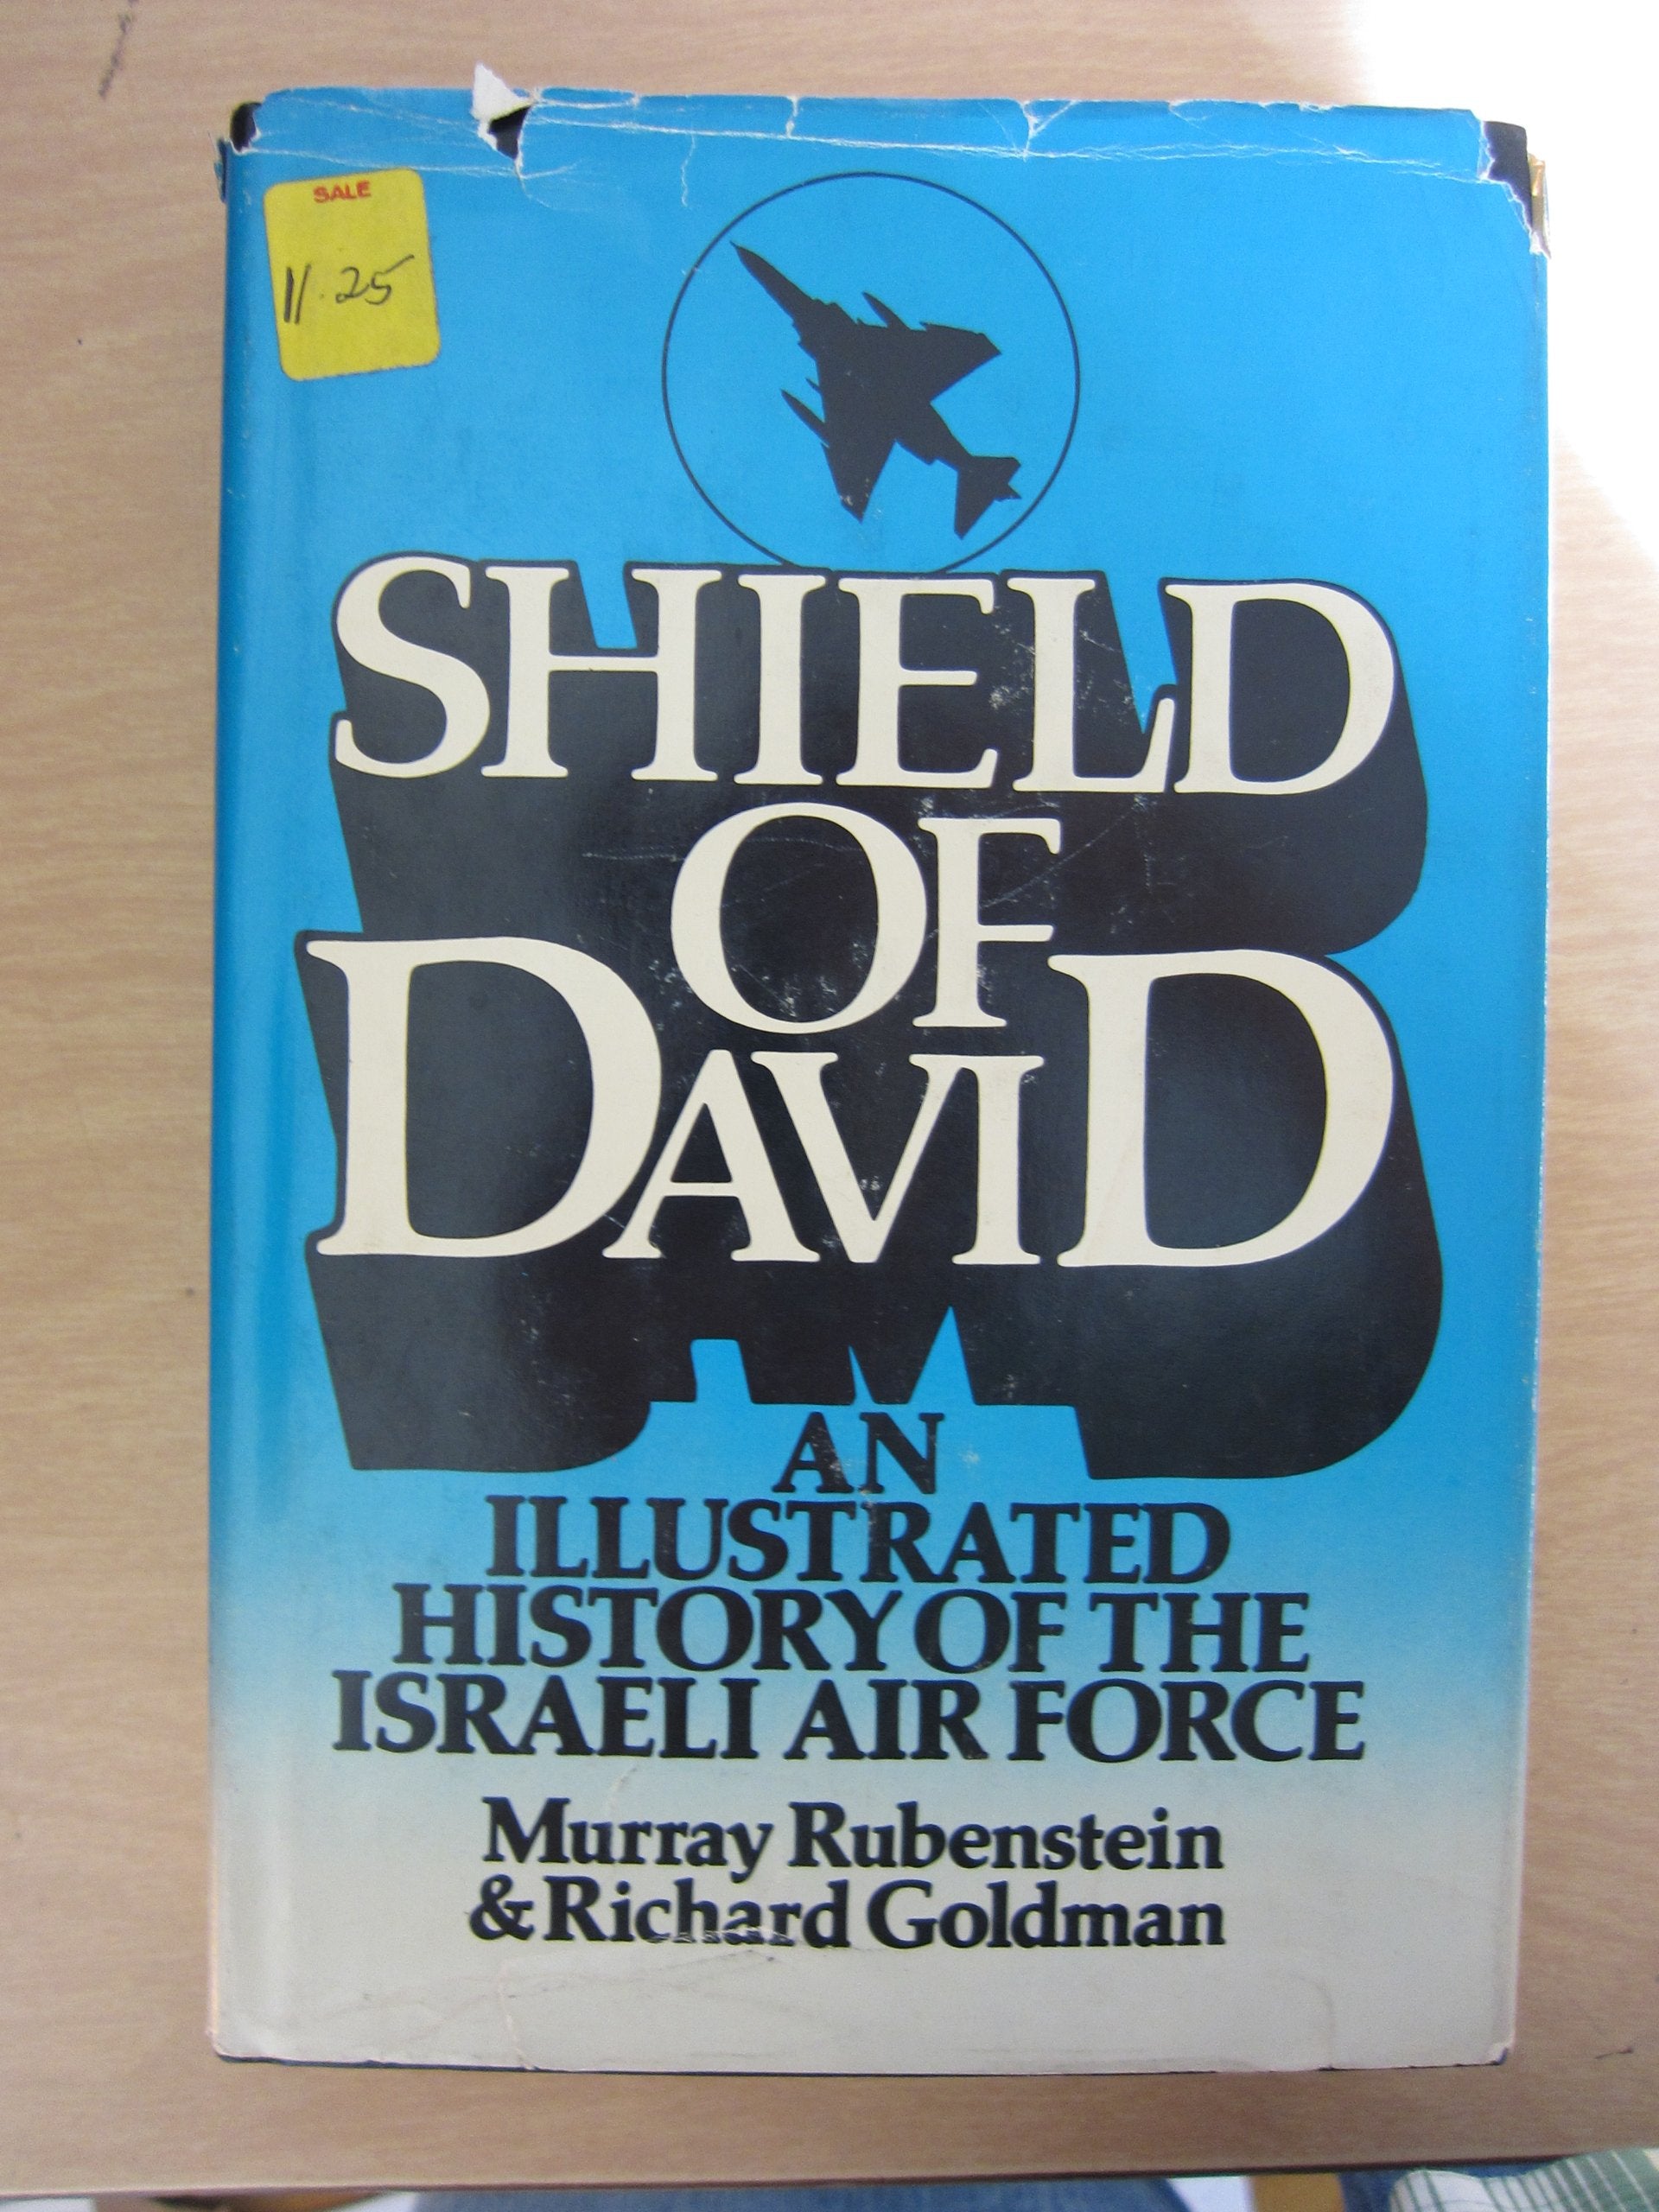 SALE
11.25
SHIELD
OF
DAVID
AN
ILLUSTRATED
HISTORY OF THE
ISRAELI AIR FORCE
Murray Rubenstein
& Richard Goldman